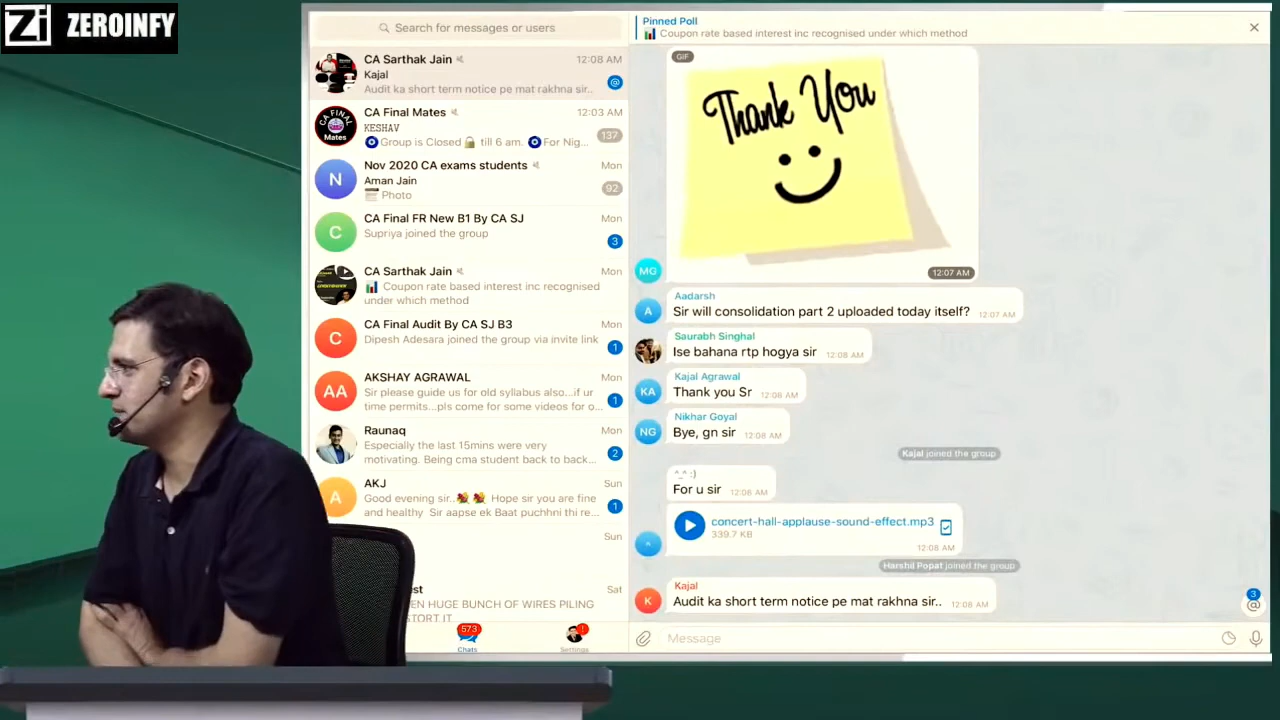 Zi ZEROINFY
Search for messages or users
CA Sarthak Jain 12:08 AM
Kajal
Audit ka short term notice pe mat rakhna sir.. @
CA Final Mates 12:03 AM
KESHAV
Group is Closed till 6 am. For Nig... 137
Nov 2020 CA exams students Mon
Aman Jain
Photo 92
N
CA Final FR New B1 By CA SJ Mon
Supriya joined the group 3
C
CA Sarthak Jain Mon
Coupon rate based interest inc recognised
under which method
CA Final Audit By CA SJ B3 Mon
Dipesh Adesara joined the group via invite link 1
C
AKSHAY AGRAWAL Mon
Sir please guide us for old syllabus also...if ur
time permits...pls come for some videos for o... 1
AA
Raunaq Mon
Especially the last 15mins were very
motivating. Being cma student back to back... 2
AKJ Sun
Good evening sir.. Hope sir you are fine
and healthy Sir aapse ek Baat puchhni thi re... 1
A
Sun
est Sat
EN HUGE BUNCH OF WIRES PILING
STORT IT
573
Chats
!
Settings
Pinned Poll
Coupon rate based interest inc recognised under which method
GIF
Thank You
12:07 AM
MG
Aadarsh
Sir will consolidation part 2 uploaded today itself? 12:07 AM
A
Saurabh Singhal
Ise bahana rtp hogya sir 12:08 AM
Kajal Agrawal
Thank you Sr 12:08 AM
KA
Nikhar Goyal
Bye, gn sir 12:08 AM
NG
Kajal joined the group
^_^ :)
For u sir 12:08 AM
concert-hall-applause-sound-effect.mp3
339.7 KB
12:08 AM
Harshil Popat joined the group
Kajal
Audit ka short term notice pe mat rakhna sir.. 12:08 AM
K
3
@
Message